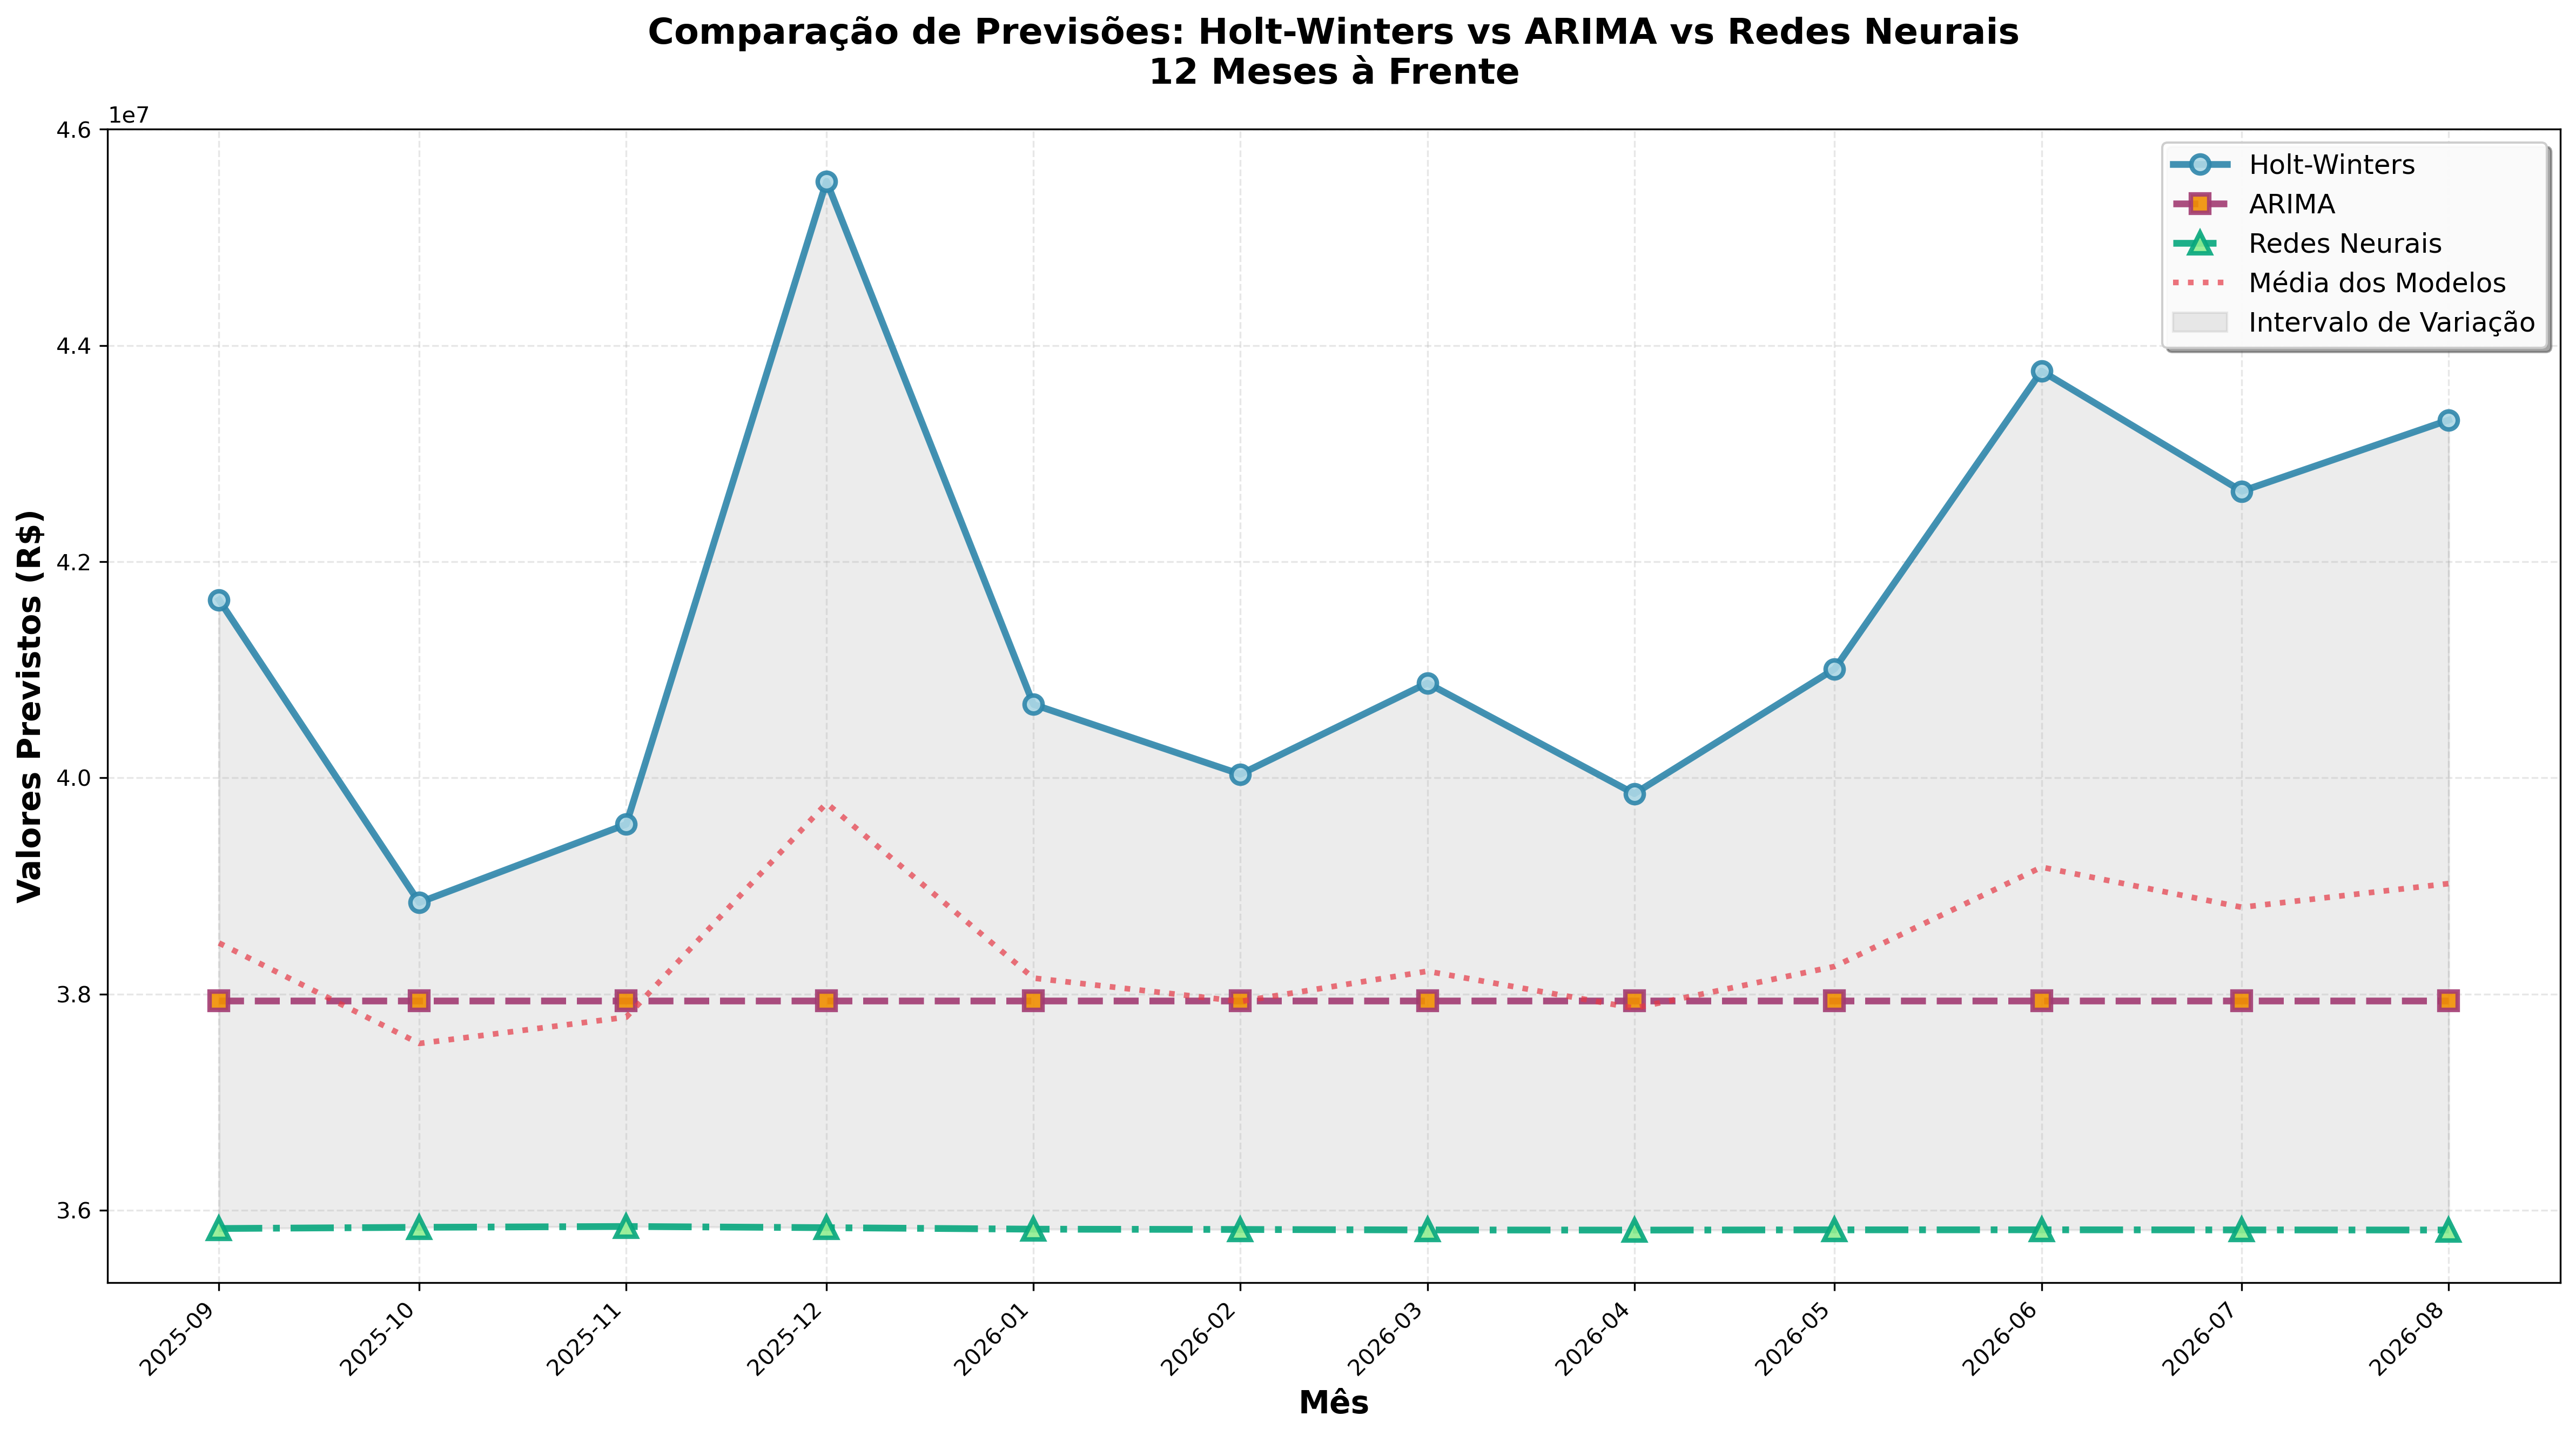 Comparação de Previsões: Holt-Winters vs ARIMA vs Redes Neurais
12 Meses à Frente
1e7
4.6
4.4
4.2
4.0
3.8
3.6
Valores Previstos (R$)
Holt-Winters
ARIMA
Redes Neurais
Média dos Modelos
Intervalo de Variação
2025-09
2025-10
2025-11
2025-12
2026-01
2026-02
2026-03
2026-04
2026-05
2026-06
2026-07
2026-08
Mês